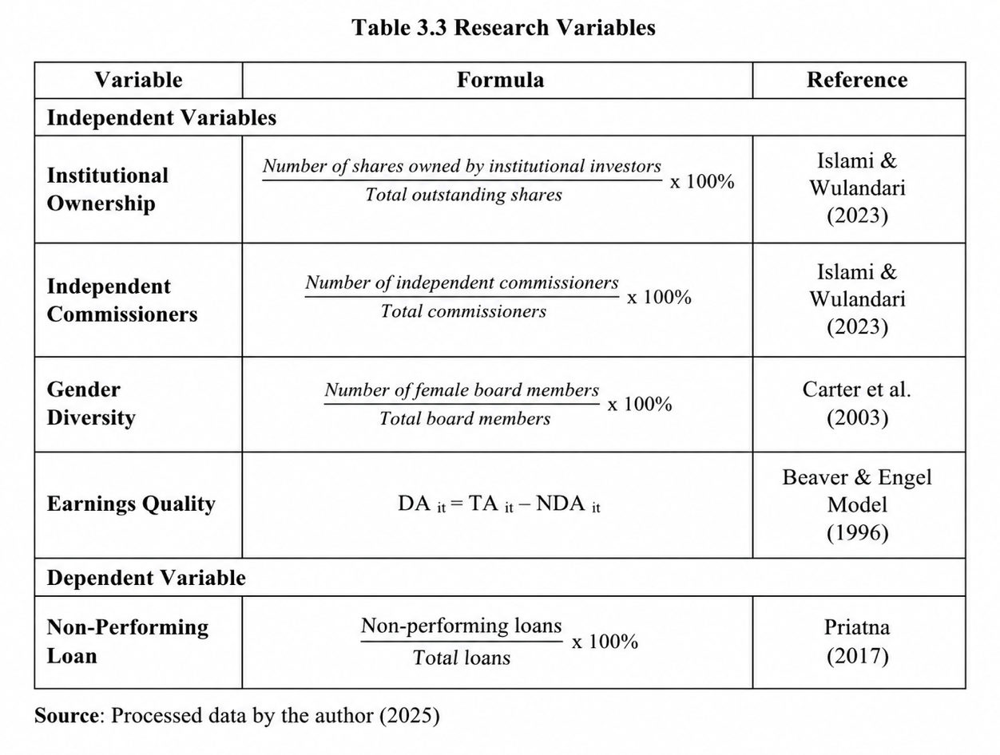 Table 3.3 Research Variables
Variable
Formula
Reference
Independent Variables
Institutional
Ownership
Number of shares owned by institutional investors
Total outstanding shares
x 100%
Islami &
Wulandari
(2023)
Independent
Commissioners
Number of independent commissioners
Total commissioners
x 100%
Islami &
Wulandari
(2023)
Gender
Diversity
Number of female board members
Total board members
x 100%
Carter et al.
(2003)
Earnings Quality
DA it = TA it – NDA it
Beaver & Engel
Model
(1996)
Dependent Variable
Non-Performing
Loan
Non-performing loans
Total loans
x 100%
Priatna
(2017)
Source: Processed data by the author (2025)